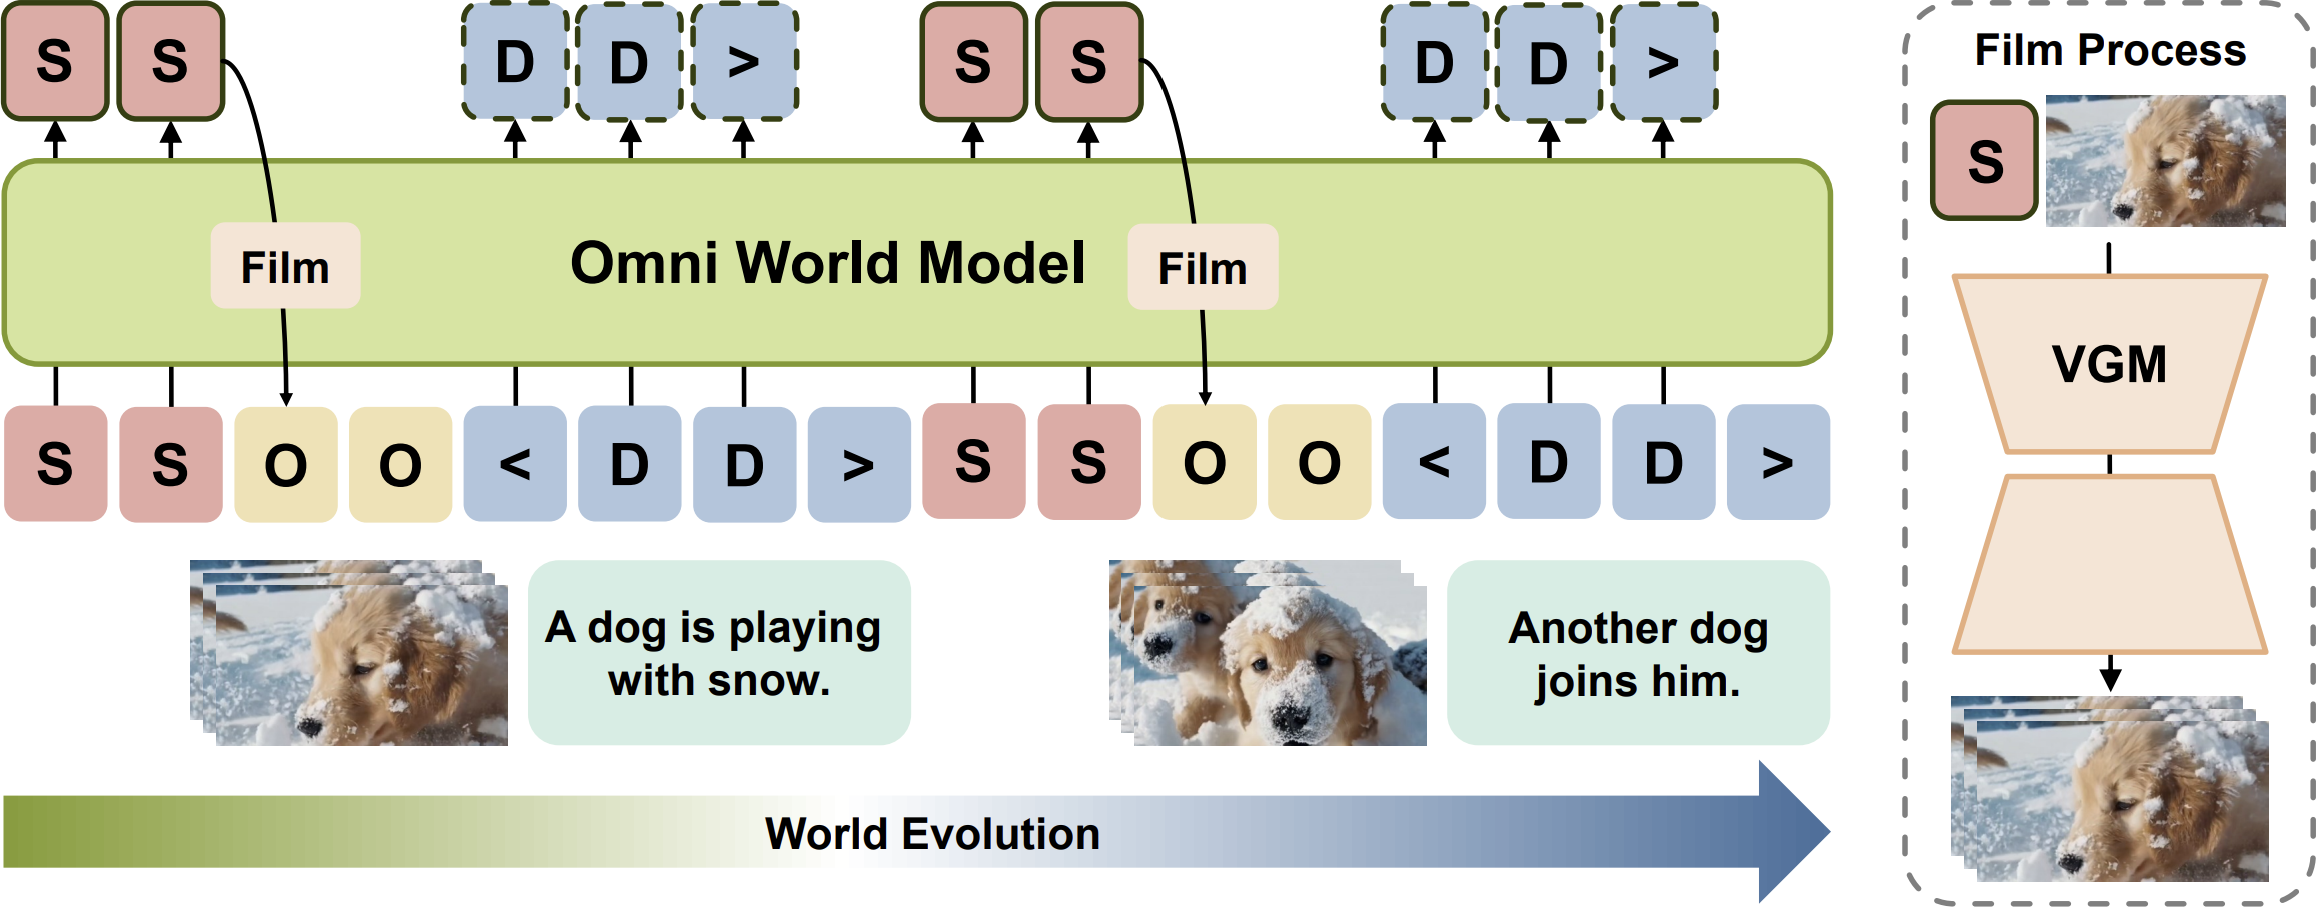 S S D D > S S D D >
Film Omni World Model Film
S S O O < D D > S S O O < D D >
A dog is playing
with snow.
Another dog
joins him.
World Evolution
Film Process
S
VGM